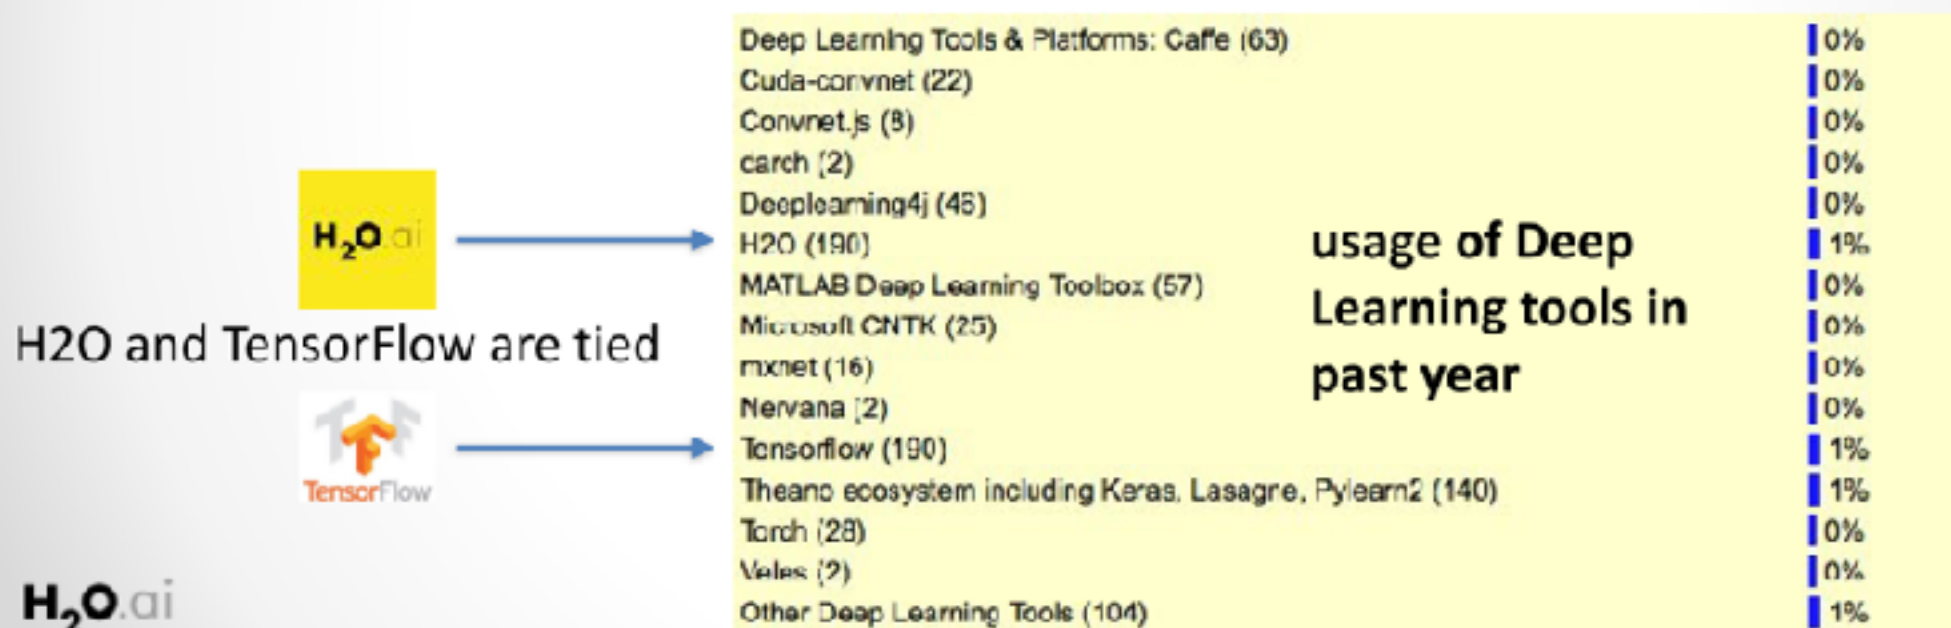 Deep Learning Tools & Platforms: Caffe (63) 0%
Cuda-convnet (22) 0%
Convnet.js (8) 0%
carch (2) 0%
Deeplearning4j (46) 0%
H2O.ai
H2O (190) 1%
MATLAB Deep Learning Toolbox (57) 0%
Microsoft CNTK (25) 0%
mxnet (16) 0%
Nervana (2) 0%
Tensorflow (190) 1%
Theano ecosystem including Keras, Lasagne, Pylearn2 (140) 1%
Torch (28) 0%
Veles (2) 0%
Other Deep Learning Tools (104) 1%
usage of Deep
Learning tools in
past year
H2O and TensorFlow are tied
TensorFlow
H2O.ai